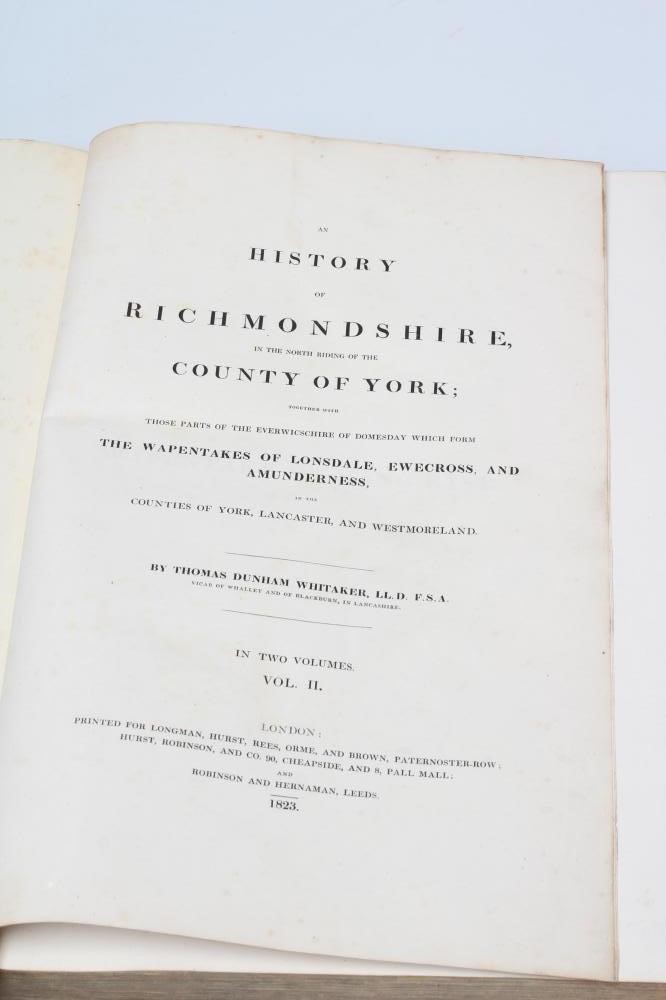 AN
HISTORY
OF
RICHMONDSHIRE,
IN THE NORTH RIDING OF THE
COUNTY OF YORK;
TOGETHER WITH
THOSE PARTS OF THE EVERWICSCHIRE OF DOMESDAY WHICH FORM
THE WAPENTAKES OF LONSDALE, EWECROSS, AND
AMUNDERNESS,
IN THE
COUNTIES OF YORK, LANCASTER, AND WESTMORELAND.
BY THOMAS DUNHAM WHITAKER, LL.D. F.S.A.
VICAR OF WHALLEY AND OF BLACKBURN, IN LANCASHIRE.
IN TWO VOLUMES.
VOL. II.
LONDON:
PRINTED FOR LONGMAN, HURST, REES, ORME, AND BROWN, PATERNOSTER-ROW;
HURST, ROBINSON, AND CO. 90, CHEAPSIDE, AND 8, PALL MALL;
AND
ROBINSON AND HERNAMAN, LEEDS.
1823.